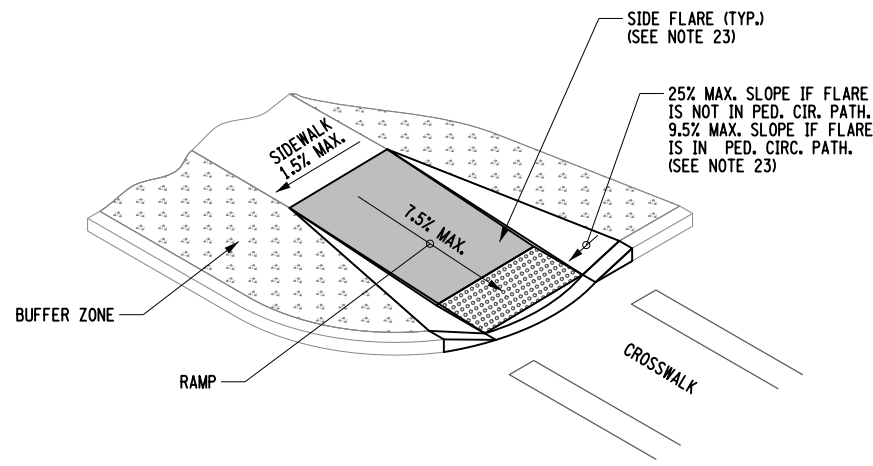 SIDE FLARE (TYP.)
(SEE NOTE 23)
25% MAX. SLOPE IF FLARE
IS NOT IN PED. CIR. PATH.
9.5% MAX. SLOPE IF FLARE
IS IN PED. CIRC. PATH.
(SEE NOTE 23)
SIDEWALK
1.5% MAX.
7.5% MAX.
BUFFER ZONE
RAMP
CROSSWALK